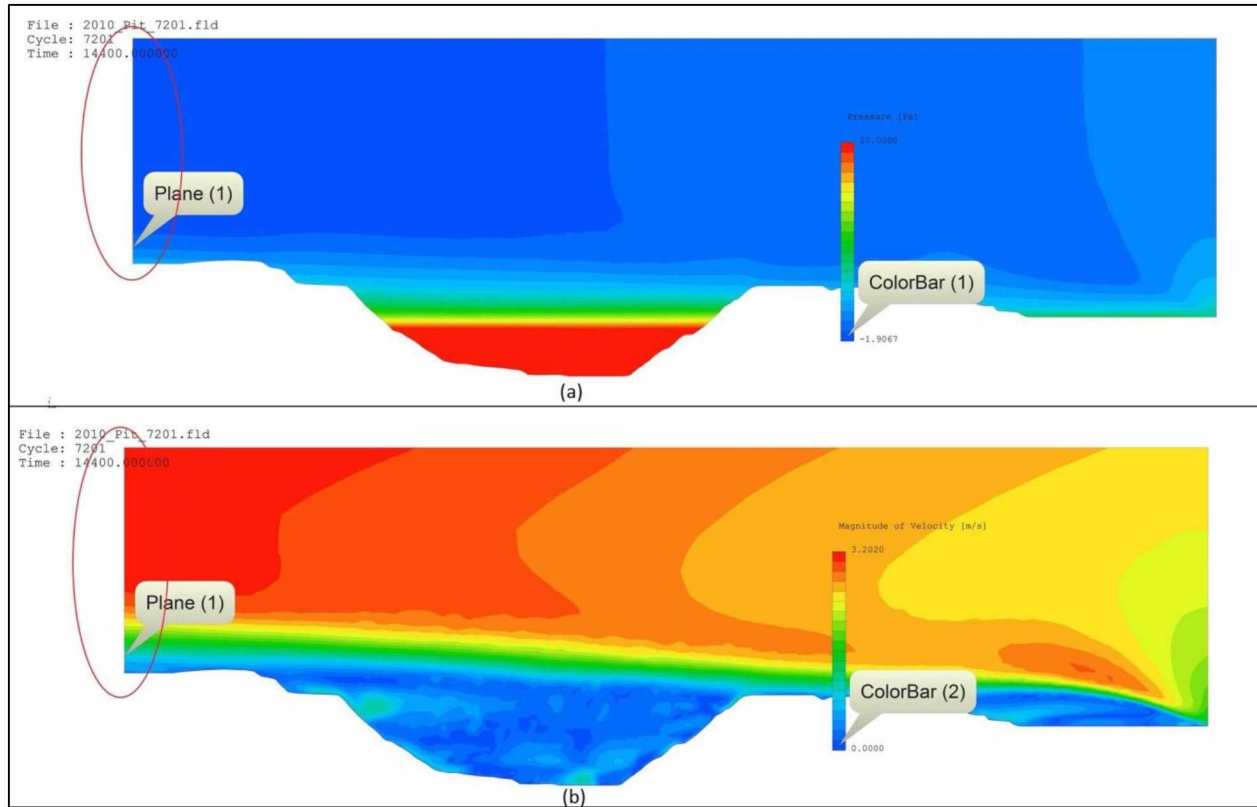 File : 2010_Pit_7201.fld
Cycle: 7201
Time : 14400.000000
Plane (1)
Pressure [Pa]
20.0000
ColorBar (1)
-1.9067
(a)
File : 2010_Pit_7201.fld
Cycle: 7201
Time : 14400.000000
Magnitude of Velocity [m/s]
3.2020
Plane (1)
ColorBar (2)
0.0000
(b)